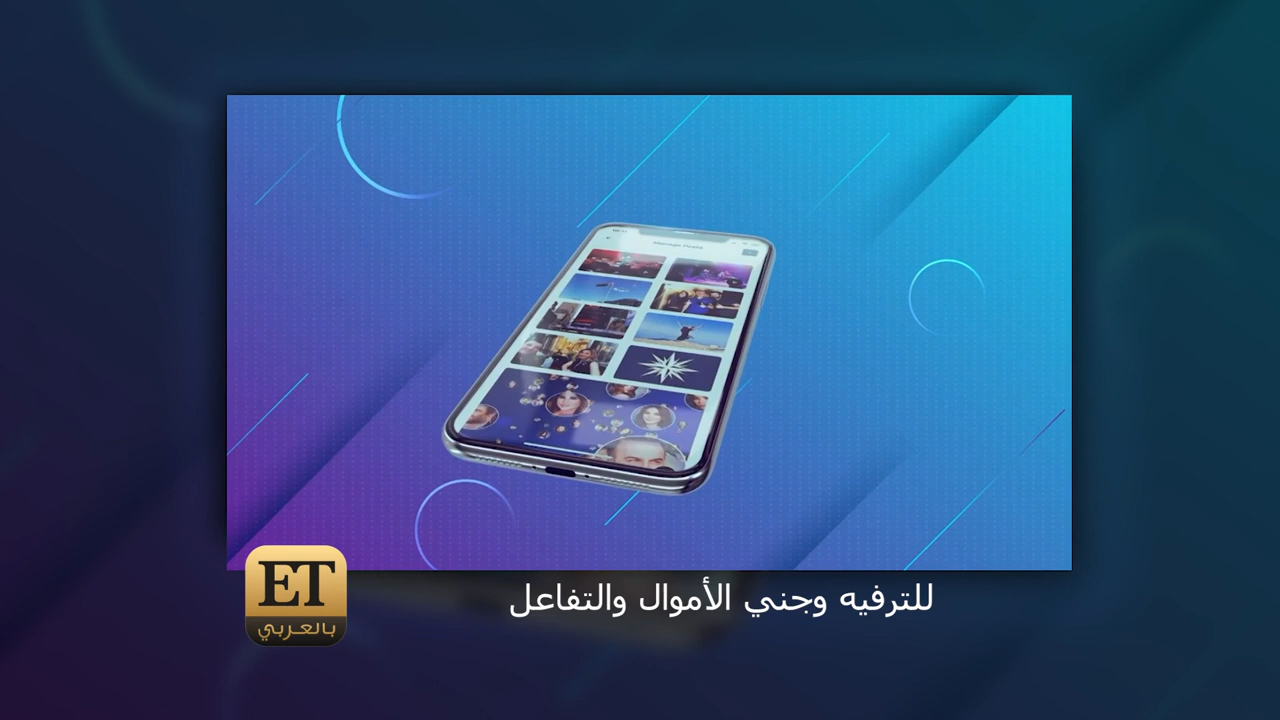 Manage Posts
ET
بالعربي
للترفيه وجني الأموال والتفاعل